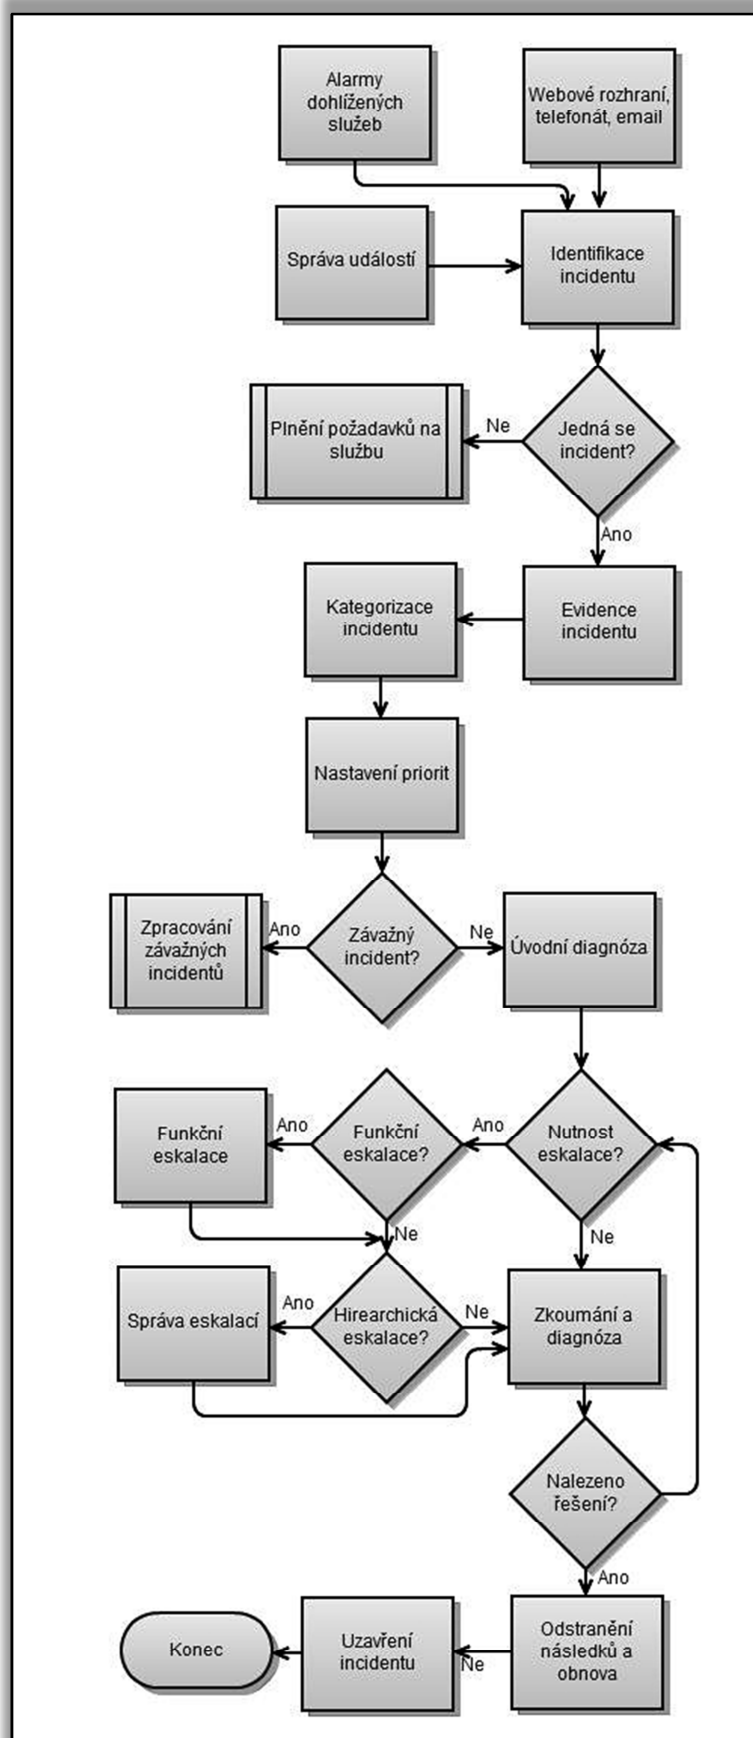 Alarmy
dohlížených
služeb
Webové rozhraní,
telefonát, email
Správa událostí
Identifikace
incidentu
Jedná se
incident?
Ne
Plnění požadavků na
službu
Ano
Evidence
incidentu
Kategorizace
incidentu
Nastavení priorit
Závažný
incident?
Ano
Zpracování
závažných
incidentů
Ne
Úvodní diagnóza
Nutnost
eskalace?
Ano
Funkční
eskalace?
Ano
Funkční
eskalace
Ne
Ne
Hirearchická
eskalace?
Ano
Správa eskalací
Ne
Zkoumání a
diagnóza
Nalezeno
řešení?
Ano
Odstranění
následků a
obnova
Ne
Uzavření
incidentu
Konec